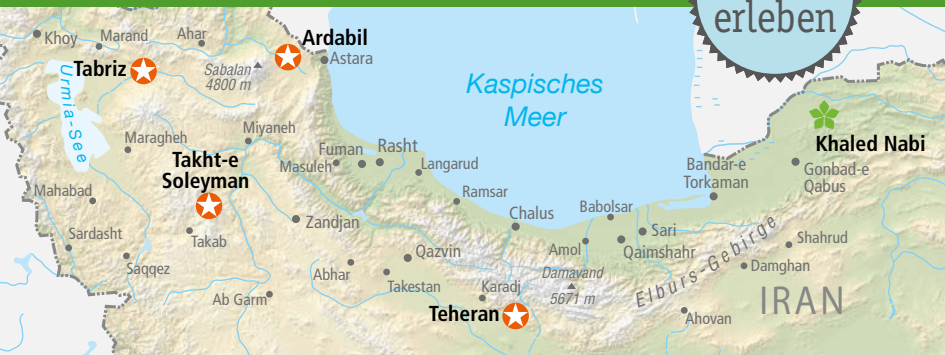 erleben
Khoy
Marand
Ahar
Ardabil
Astara
Tabriz
Sabalan
4800 m
Urmia-See
Kaspisches
Meer
Khaled Nabi
Maragheh
Miyaneh
Takht-e
Soleyman
Fuman
Rasht
Masuleh
Langarud
Bandar-e
Torkaman
Gonbad-e
Qabus
Mahabad
Ramsar
Zandjan
Chalus
Babolsar
Sari
Sardasht
Takab
Qazvin
Amol
Qaimshahr
Shahrud
Saqqez
Abhar
Takestan
Karadj
Damavand
5671 m
Elburs-Gebirge
Damghan
Ab Garm
Teheran
Ahovan
IRAN